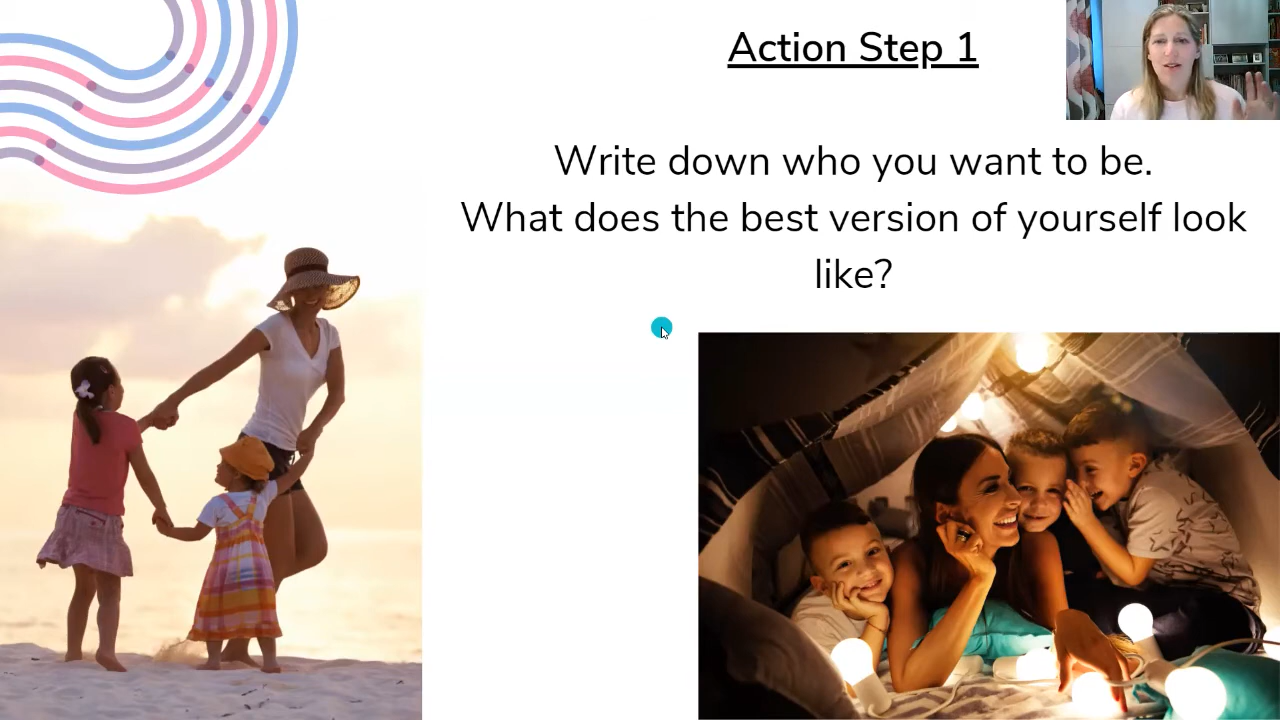 Action Step 1
Write down who you want to be.
What does the best version of yourself look
like?